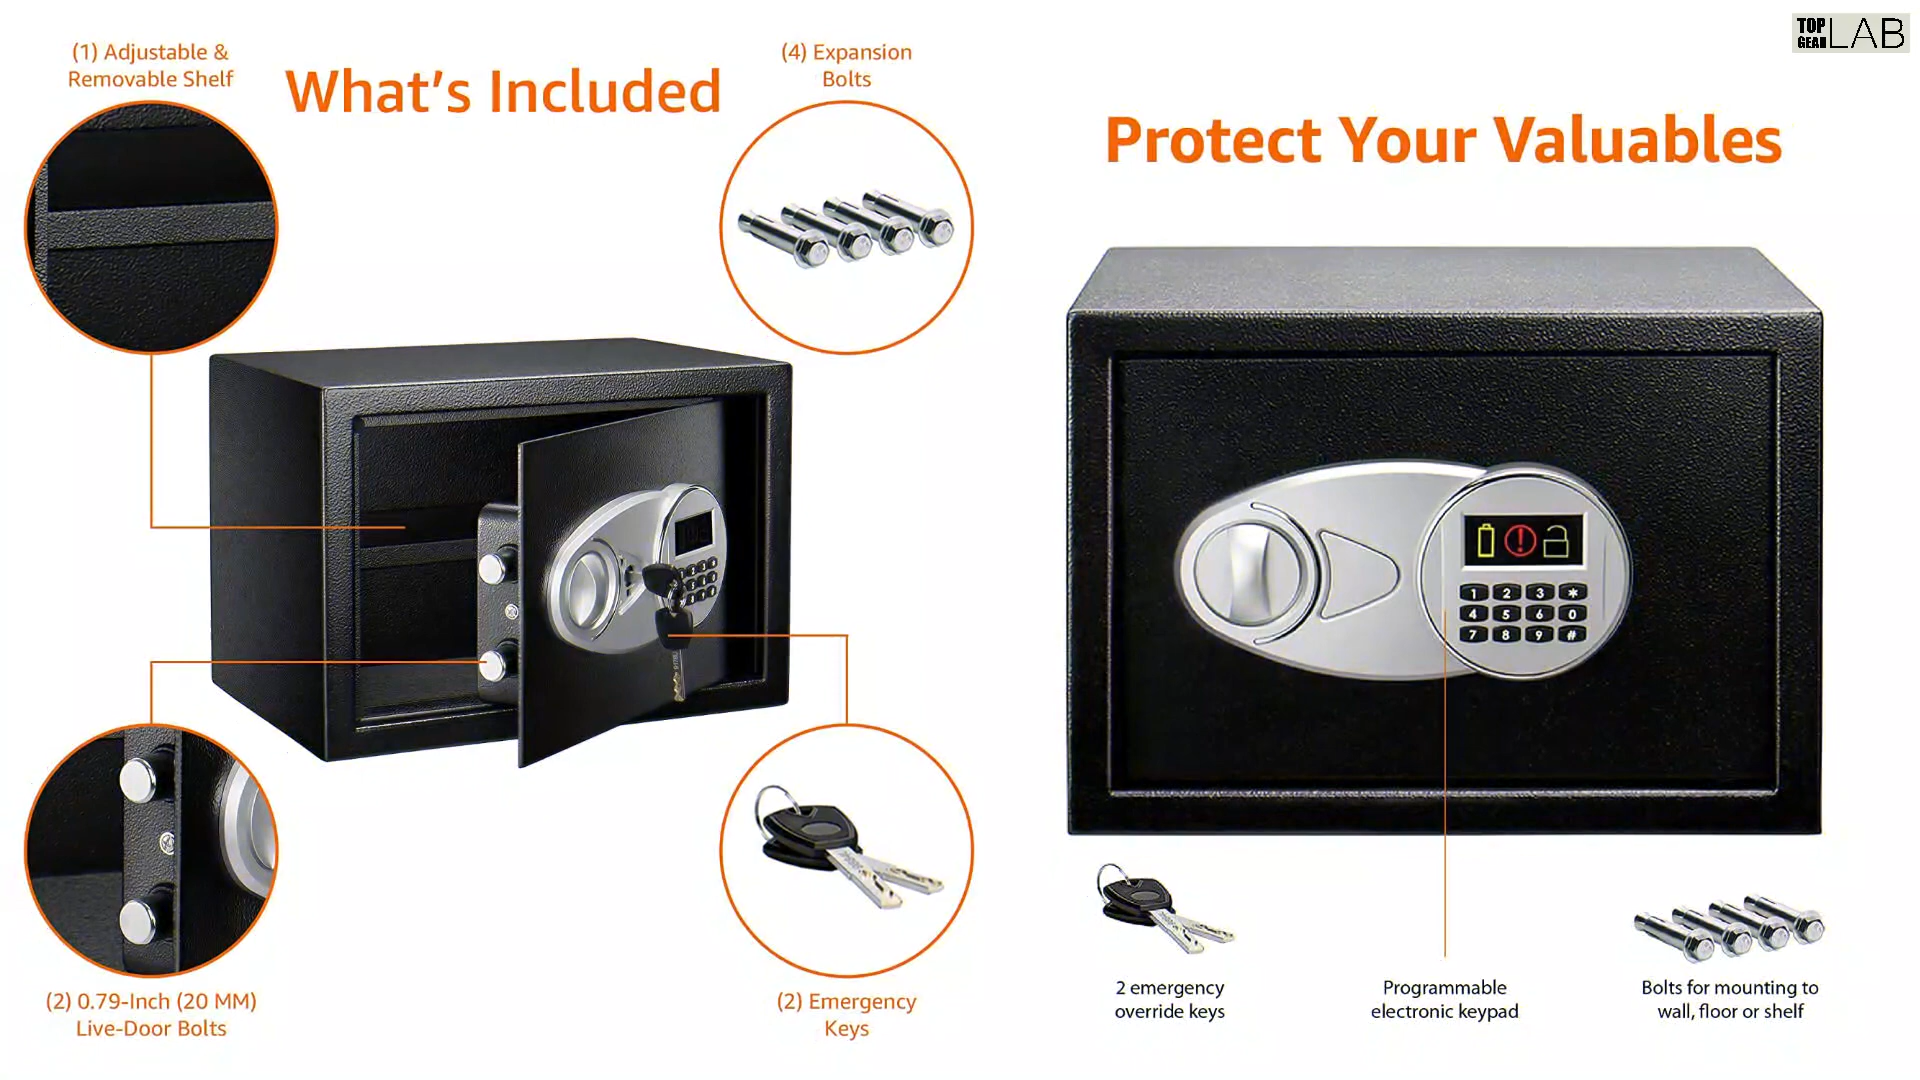 (1) Adjustable &
Removable Shelf
What's Included
(4) Expansion
Bolts
(2) 0.79-Inch (20 MM)
Live-Door Bolts
(2) Emergency
Keys
TOP
GEAR LAB
Protect Your Valuables
1 2 3 *
4 5 6 0
7 8 9 #
2 emergency
override keys
Programmable
electronic keypad
Bolts for mounting to
wall, floor or shelf